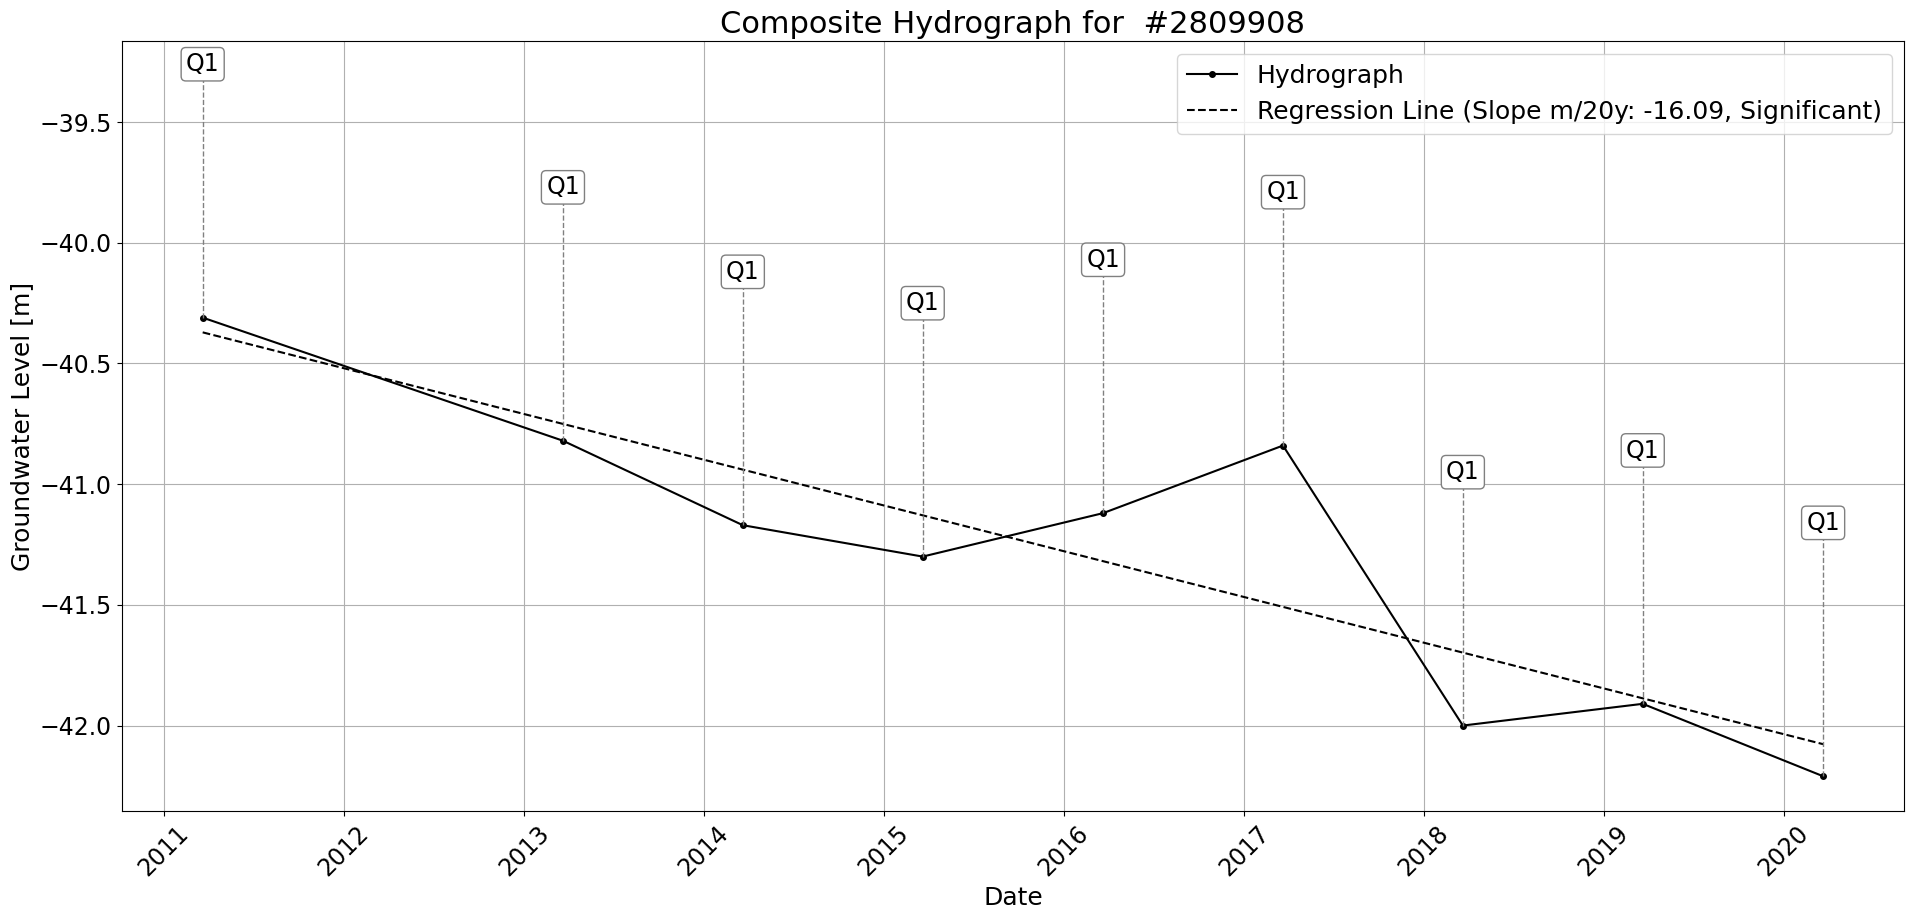 Composite Hydrograph for  #2809908
Hydrograph
Regression Line (Slope m/20y: -16.09, Significant)
Q1
Q1
Q1
Q1
Q1
Q1
Q1
Q1
Q1
Groundwater Level [m]
−39.5
−40.0
−40.5
−41.0
−41.5
−42.0
2011
2012
2013
2014
2015
2016
2017
2018
2019
2020
Date